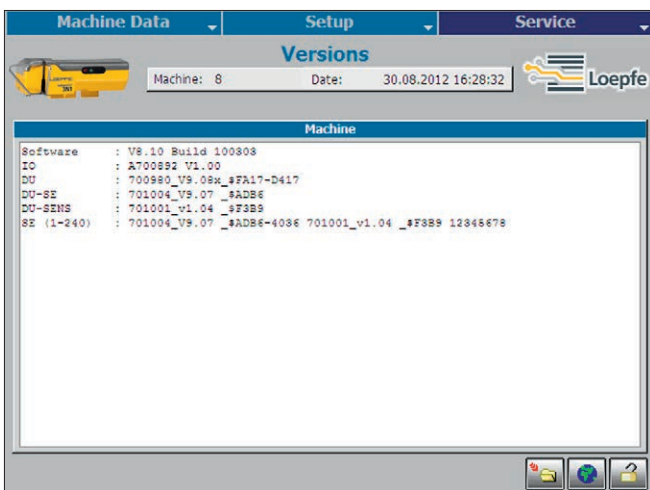 Machine Data Setup Service
Versions
Machine: 8 Date: 30.08.2012 16:28:32
Loepfe
Machine
Software : V8.10 Build 100303
IO : A700892 V1.00
DU : 700980_V9.08x_$FA17-D417
DU-SE : 701004_V9.07 _$ADB6
DU-SENS : 701001_v1.04 _$F3B9
SE (1-240) : 701004_V9.07 _$ADB6-4036 701001_v1.04 _$F3B9 12345678